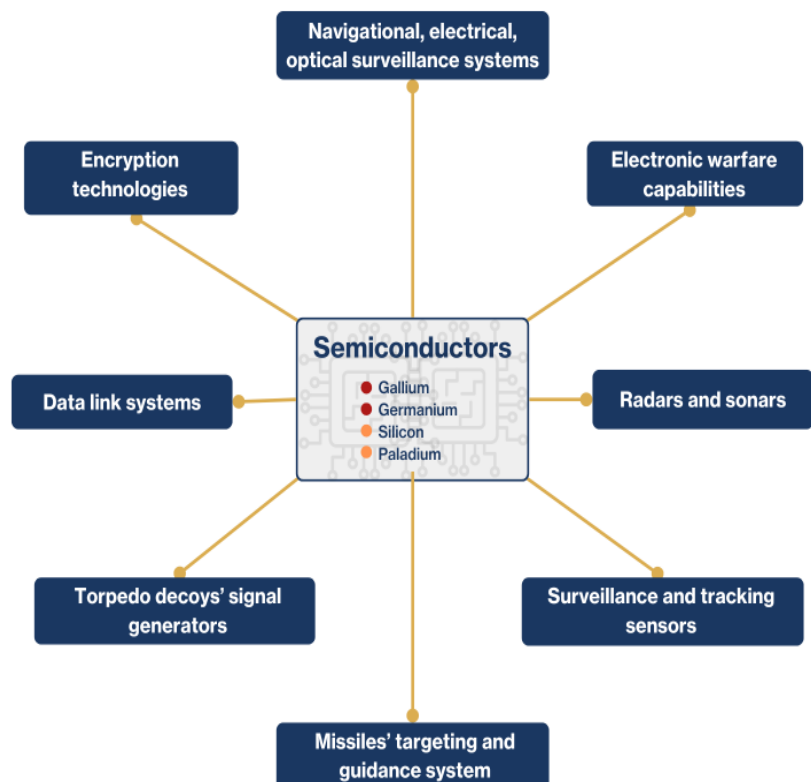 Navigational, electrical,
optical surveillance systems
Encryption
technologies
Electronic warfare
capabilities
Semiconductors
Gallium
Germanium
Silicon
Paladium
Data link systems
Radars and sonars
Torpedo decoys’ signal
generators
Surveillance and tracking
sensors
Missiles’ targeting and
guidance system